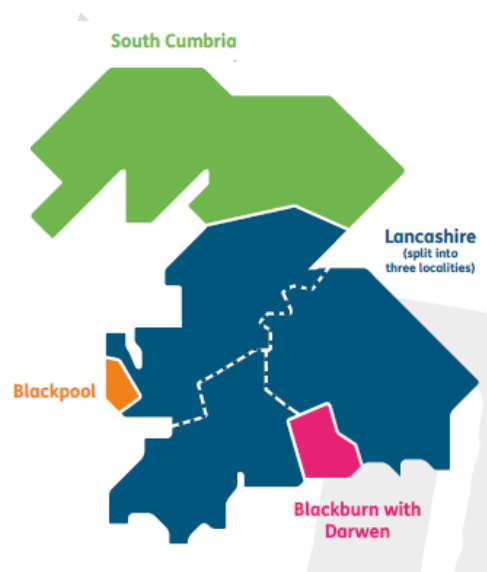 South Cumbria
Lancashire
(split into
three localities)
Blackpool
Blackburn with
Darwen